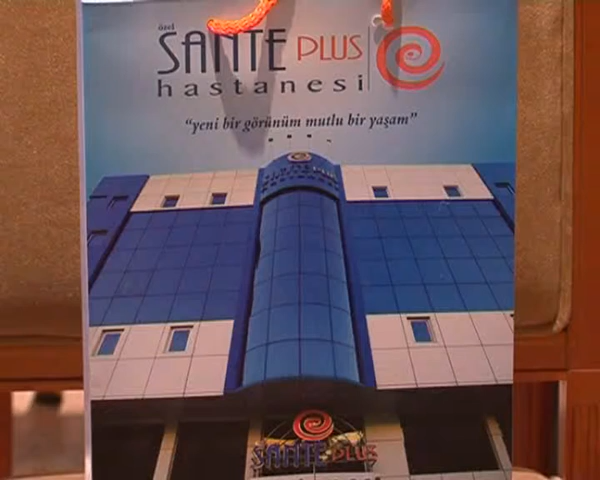 özel
SANTE PLUS
hastanesi
“yeni bir görünüm mutlu bir yaşam”
SANTE PLUS